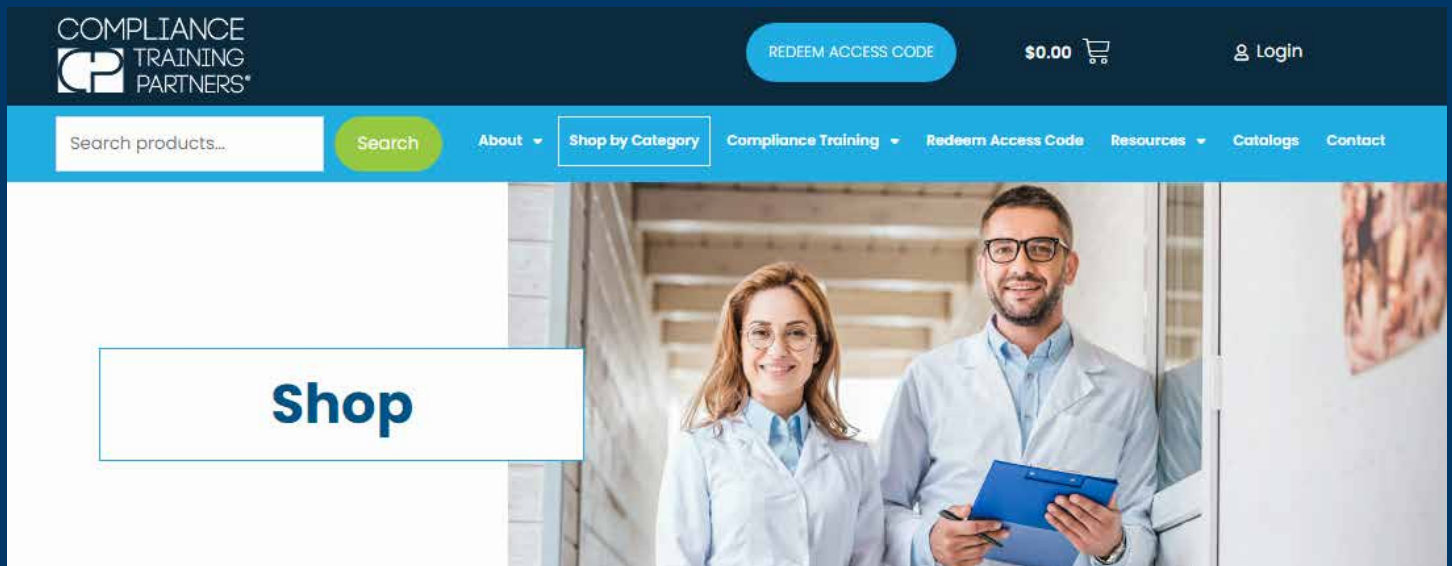 COMPLIANCE
TRAINING
PARTNERS®
REDEEM ACCESS CODE
$0.00
Login
Search products...
Search
About
Shop by Category
Compliance Training
Redeem Access Code
Resources
Catalogs
Contact
Shop